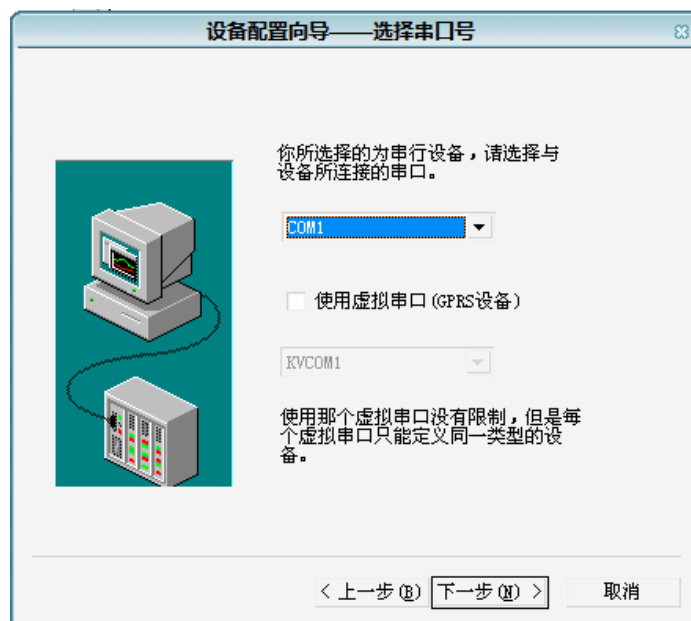 设备配置向导——选择串口号
你所选择的为串行设备，请选择与
设备所连接的串口。
COM1
使用虚拟串口(GPRS设备)
KVCOM1
使用那个虚拟串口没有限制，但是每
个虚拟串口只能定义同一类型的设
备。
< 上一步(B) 下一步(N) > 取消